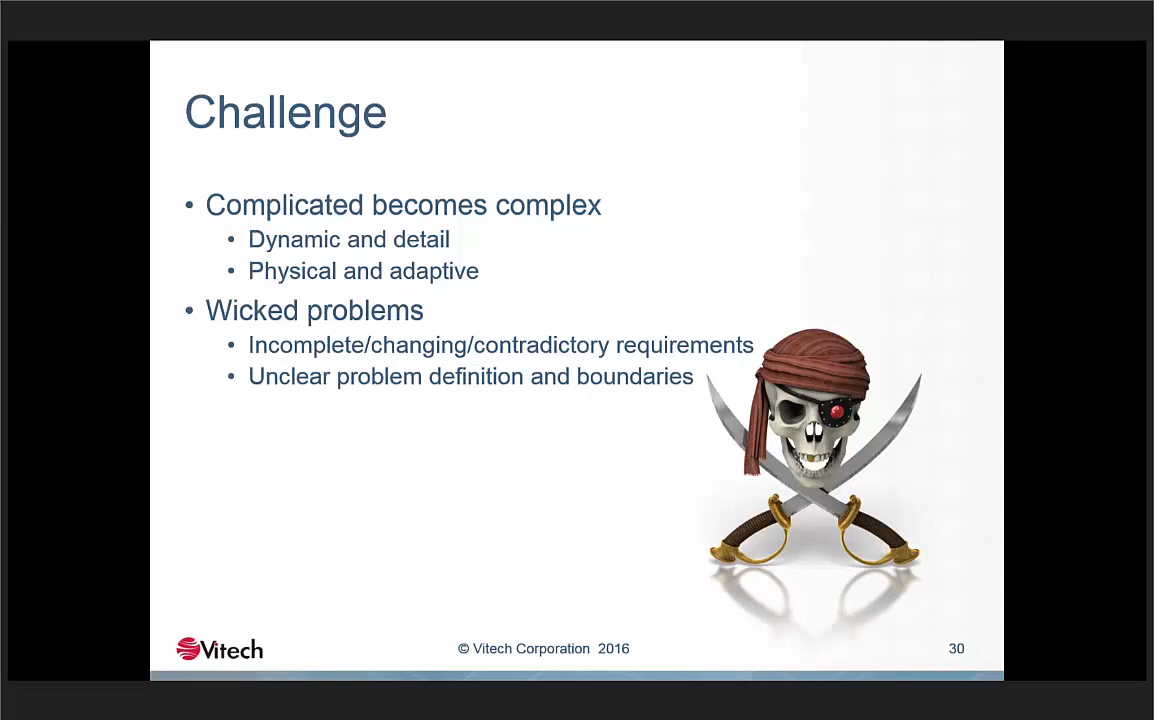 Challenge
• Complicated becomes complex
• Dynamic and detail
• Physical and adaptive
• Wicked problems
• Incomplete/changing/contradictory requirements
• Unclear problem definition and boundaries
Vitech
© Vitech Corporation 2016
30